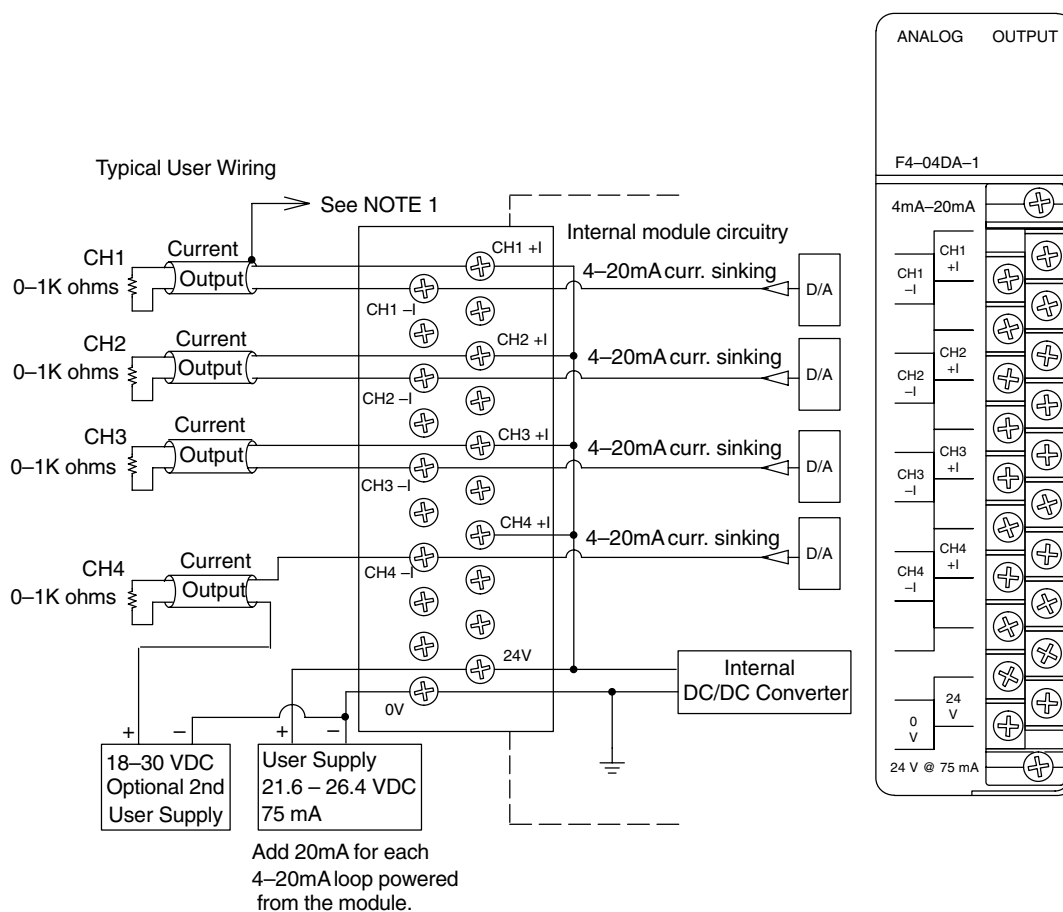 ANALOG OUTPUT
F4–04DA–1
4mA–20mA
CH1
+I
CH1
–I
CH2
+I
CH2
–I
CH3
+I
CH3
–I
CH4
+I
CH4
–I
24
V
0
V
24 V @ 75 mA
Typical User Wiring
See NOTE 1
Internal module circuitry
CH1
0–1K ohms
Current
Output
CH1 +I
CH1 –I
4–20mA curr. sinking
D/A
CH2
0–1K ohms
Current
Output
CH2 +I
CH2 –I
4–20mA curr. sinking
D/A
CH3
0–1K ohms
Current
Output
CH3 +I
CH3 –I
4–20mA curr. sinking
D/A
CH4
0–1K ohms
Current
Output
CH4 +I
CH4 –I
4–20mA curr. sinking
D/A
24V
0V
Internal
DC/DC Converter
+ –
18–30 VDC
Optional 2nd
User Supply
+ –
User Supply
21.6 – 26.4 VDC
75 mA
Add 20mA for each
4–20mA loop powered
from the module.